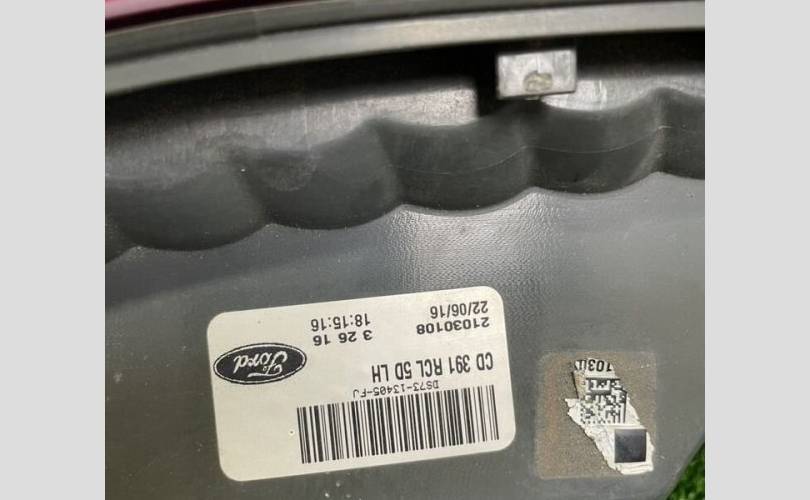 DS73-13405-FJ
CD 391 RCL 5D LH
21030108 3 26 16
22/06/16 18:15:16
Ford